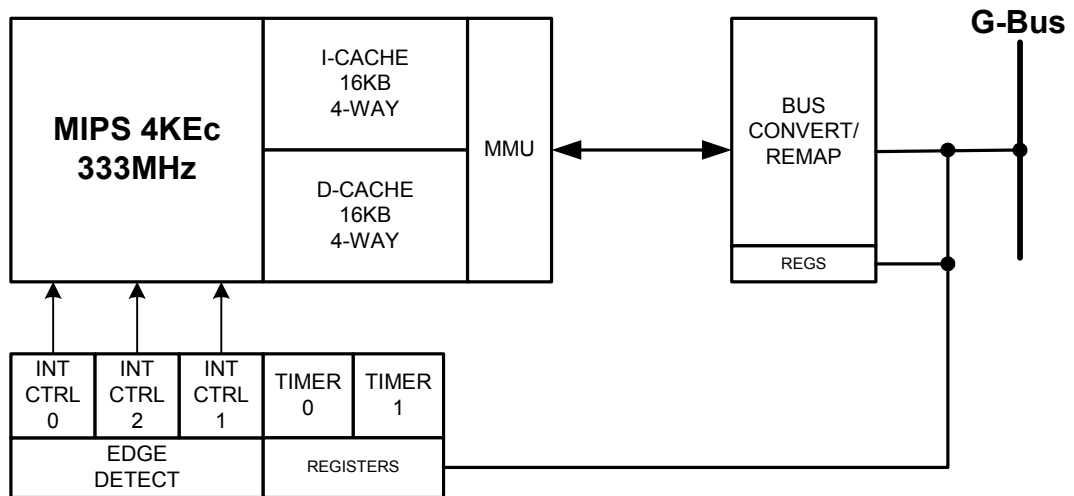 G-Bus
MIPS 4KEc
333MHz
I-CACHE
16KB
4-WAY
D-CACHE
16KB
4-WAY
MMU
BUS
CONVERT/
REMAP
REGS
INT
CTRL
0
INT
CTRL
2
INT
CTRL
1
TIMER
0
TIMER
1
EDGE
DETECT
REGISTERS